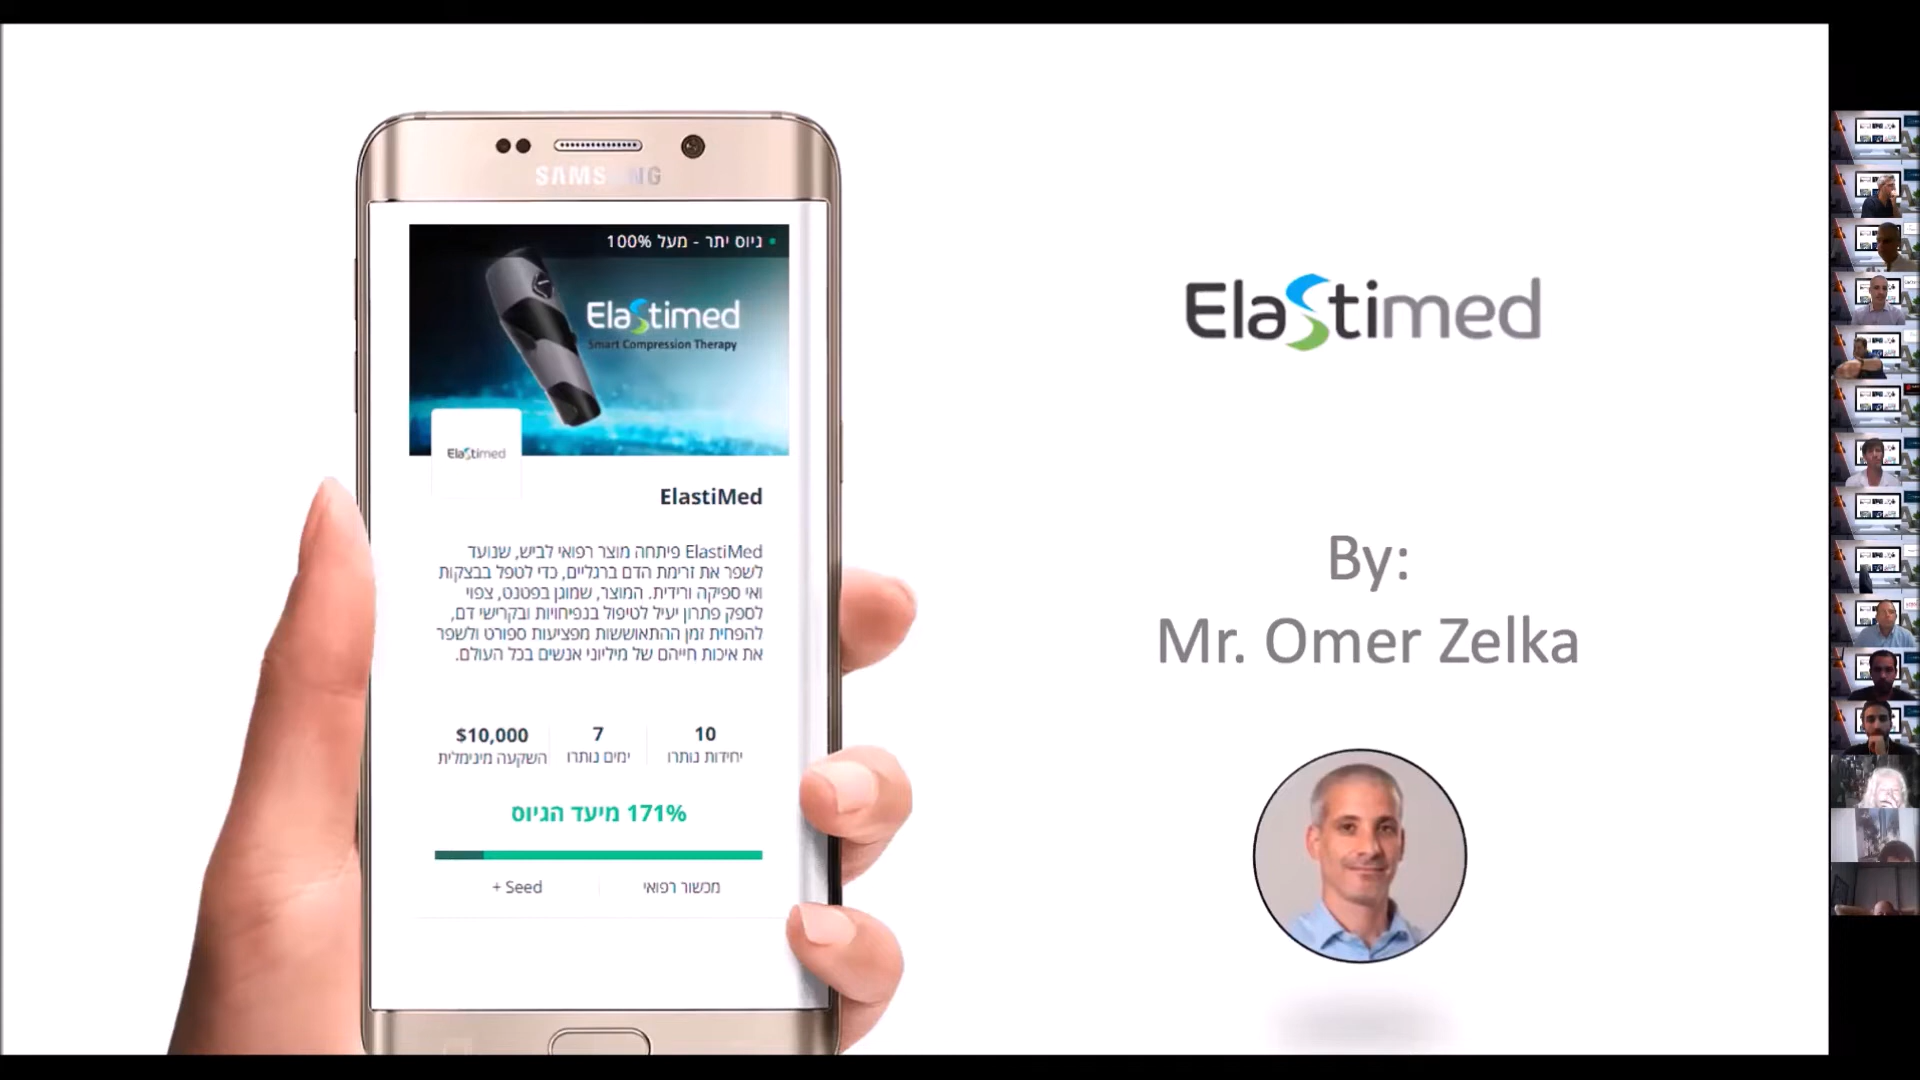 SAMSUNG
גיוס יתר - מעל 100%
Elastimed
Smart Compression Therapy
Elastimed
ElastiMed
ElastiMed פיתחה מוצר רפואי לביש, שנועד
לשפר את זרימת הדם ברגליים, כדי לטפל בבצקות
ואי ספיקה ורידית. המוצר, שמוגן בפטנט, צפוי
לספק פתרון יעיל לטיפול בנפיחויות ובקרישי דם,
להפחית זמן ההתאוששות מפציעות ספורט ולשפר
את איכות חייהם של מיליוני אנשים בכל העולם.
10 7 $10,000
יחידות נותרו ימים נותרו השקעה מינימלית
171% מיעד הגיוס
מכשור רפואי Seed +
Elastimed
By:
Mr. Omer Zelka